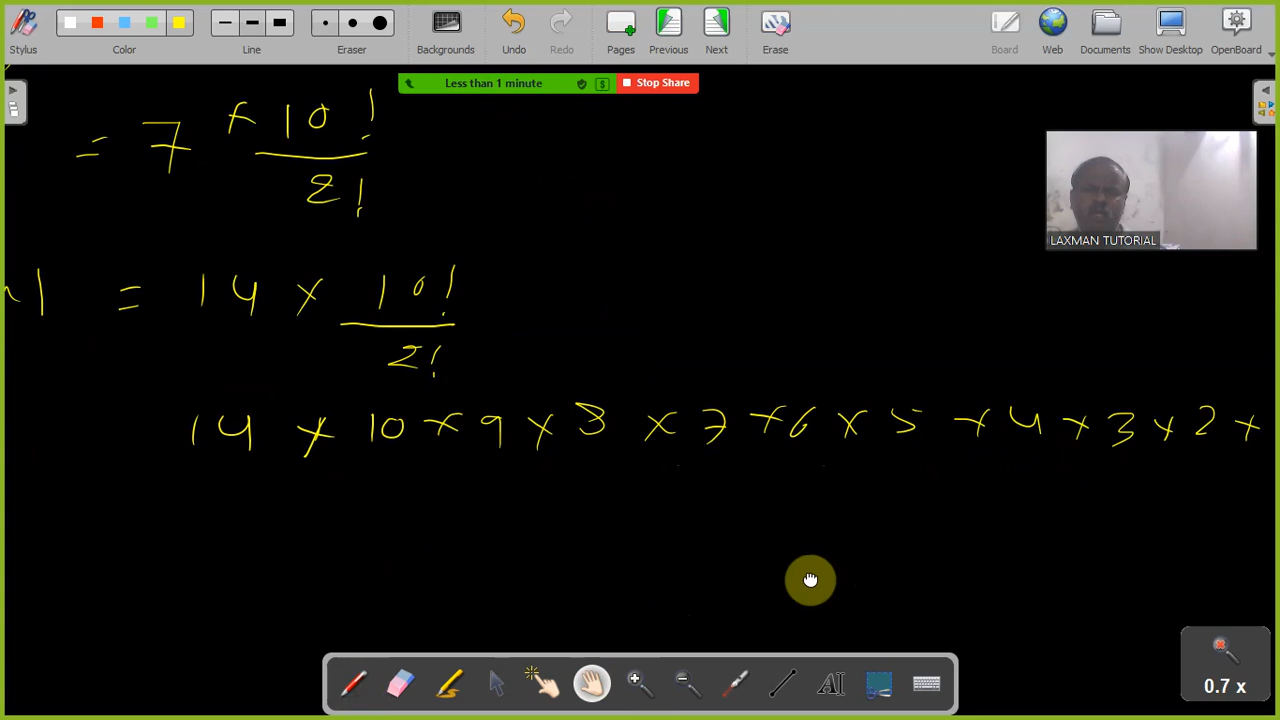 Stylus Color Line Eraser Backgrounds Undo Redo Pages Previous Next Erase Board Web Documents Show Desktop OpenBoard
Less than 1 minute Stop Share
= 7 × 10!
2!
LAXMAN TUTORIAL
= 14 × 10!
2!
14 × 10 × 9 × 8 × 7 × 6 × 5 × 4 × 3 × 2 ×
0.7 x